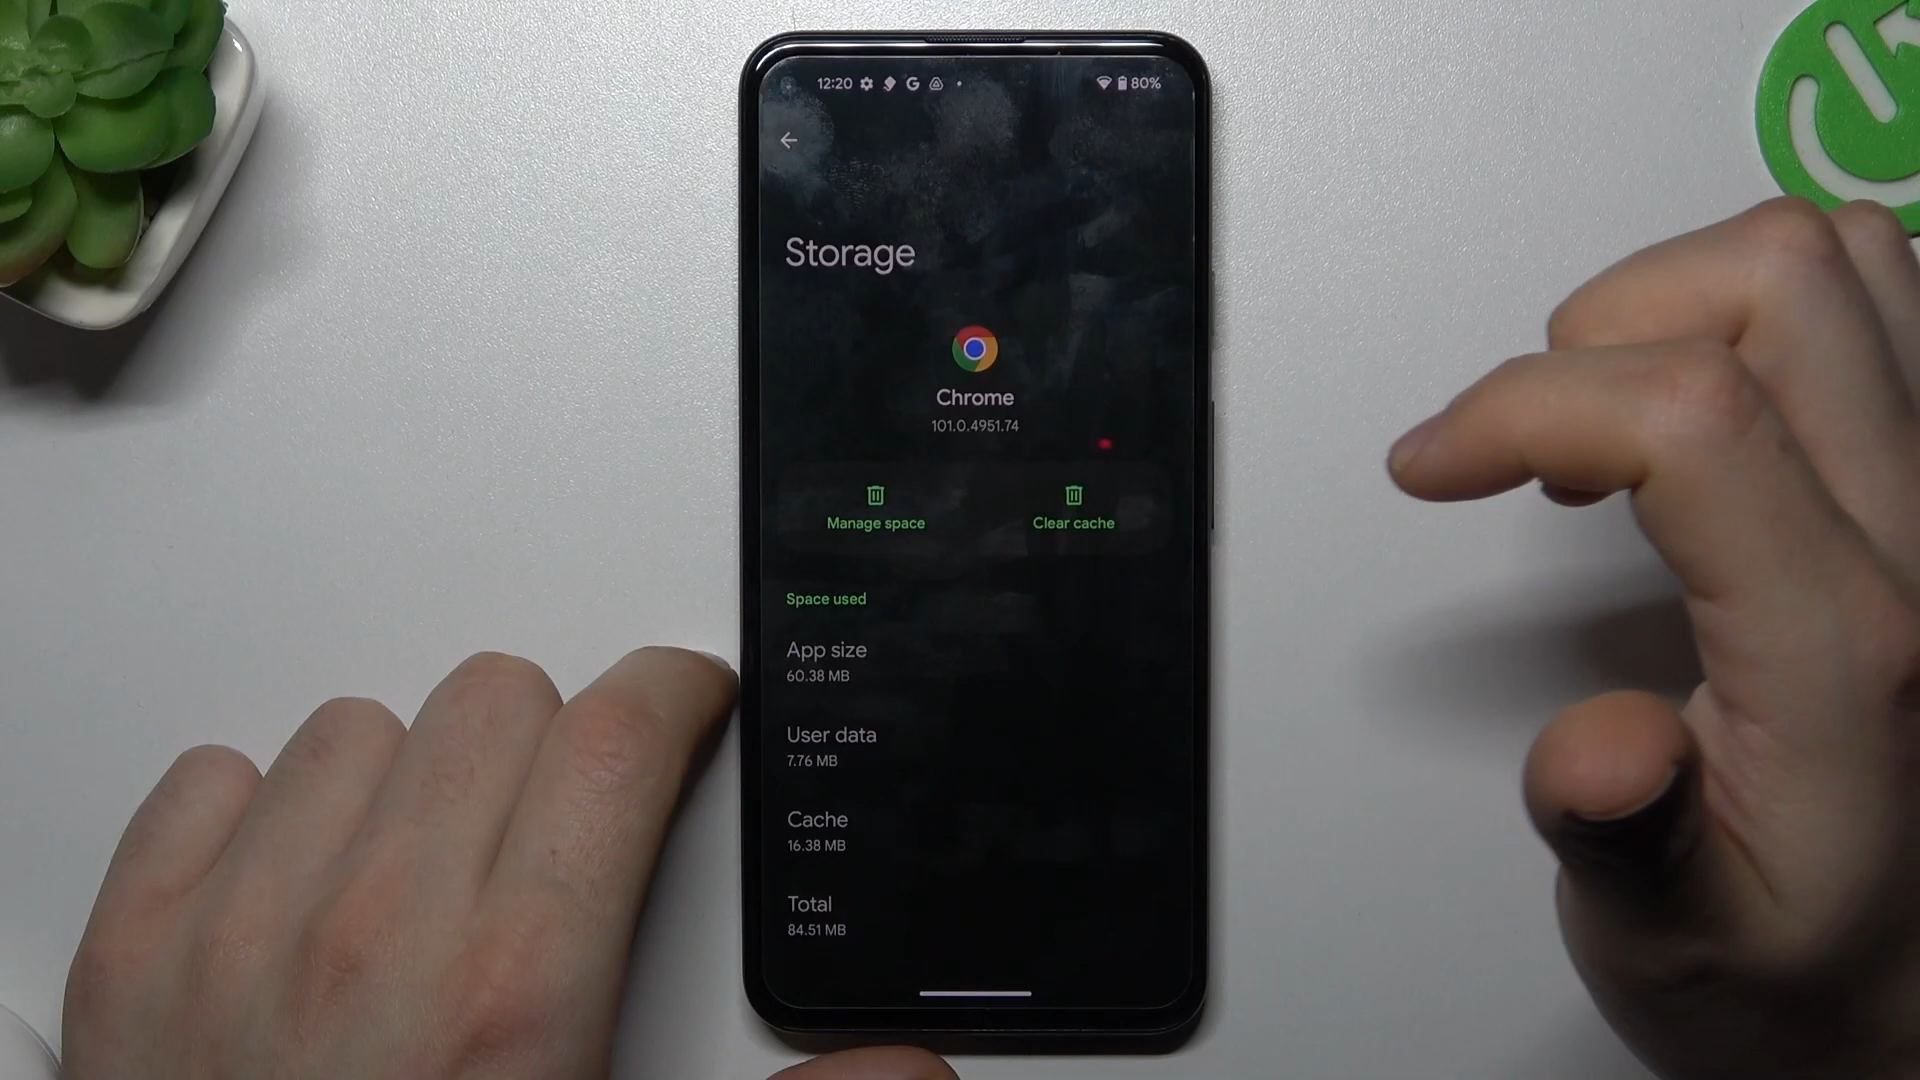 12:20 80%
Storage
Chrome
101.0.4951.74
Manage space Clear cache
Space used
App size
60.38 MB
User data
7.76 MB
Cache
16.38 MB
Total
84.51 MB